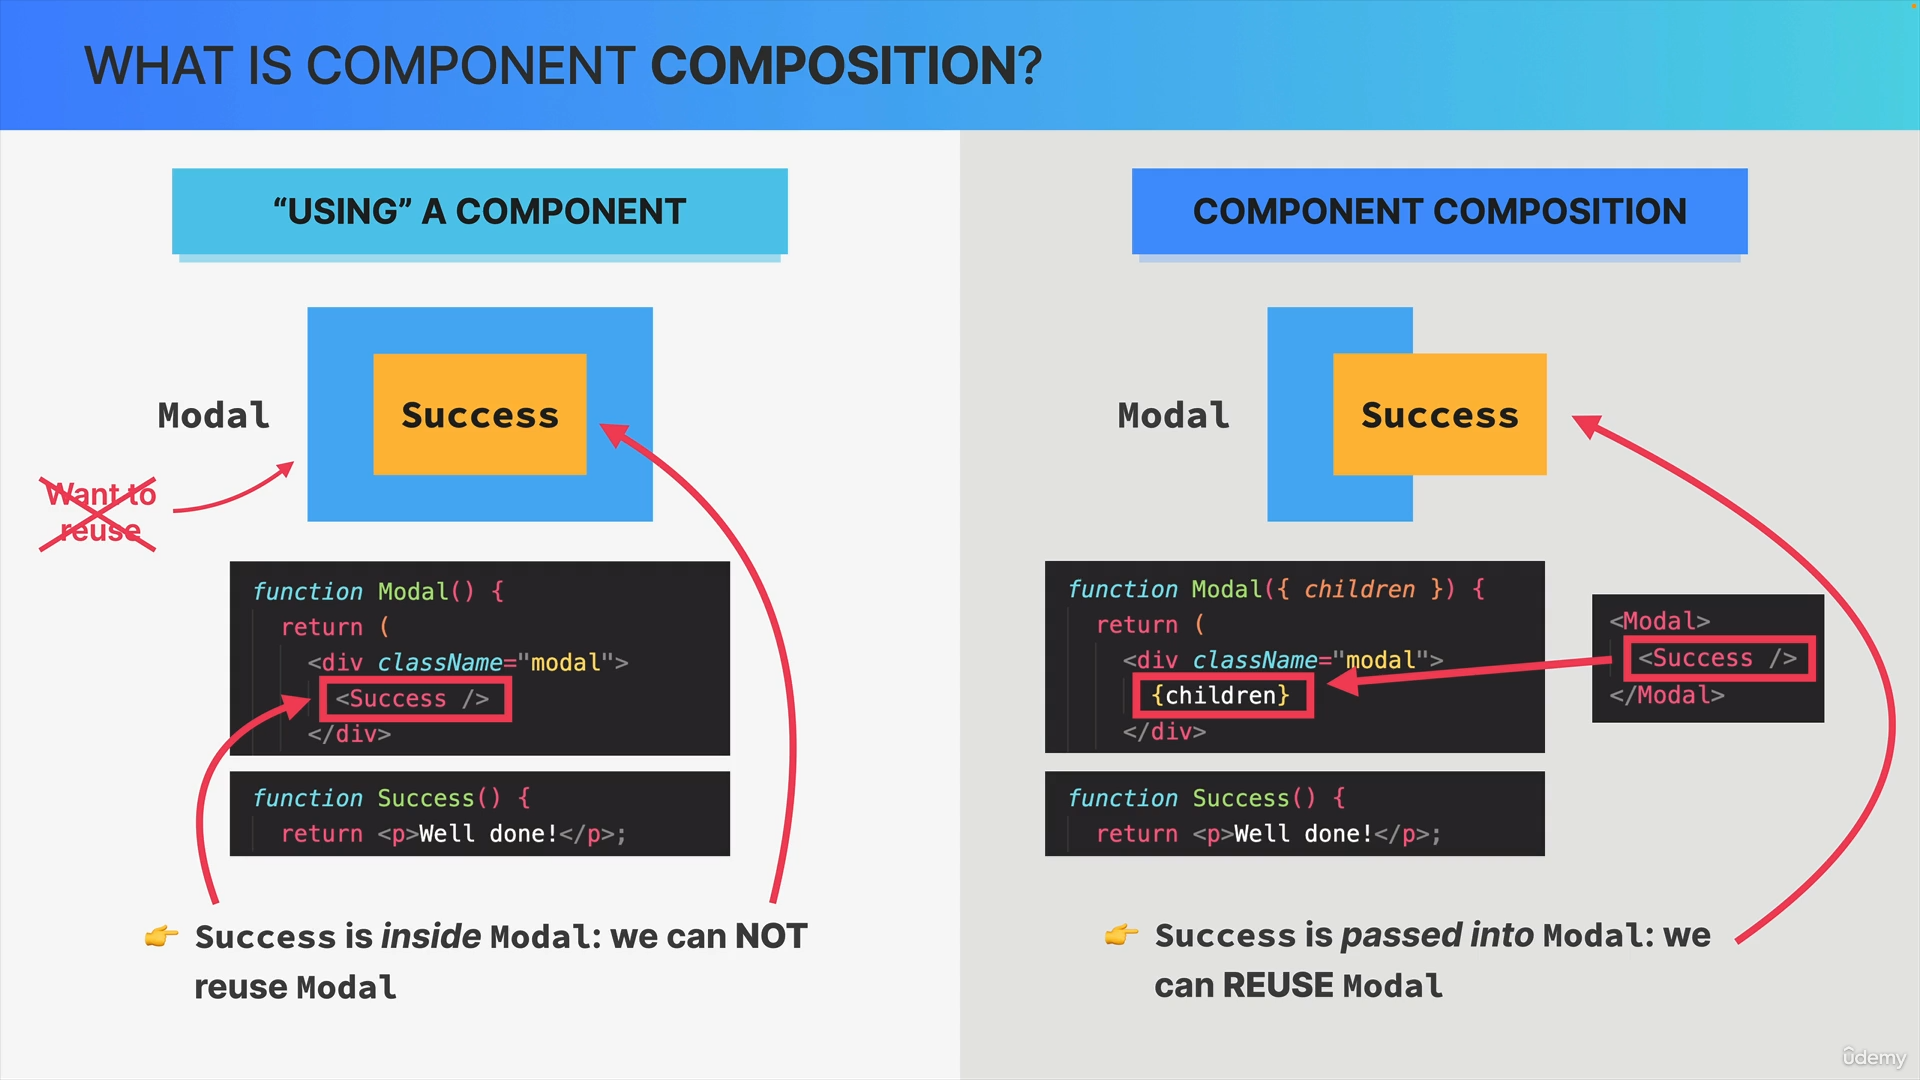 WHAT IS COMPONENT COMPOSITION?
“USING” A COMPONENT
Modal
Success
Want to
reuse
function Modal() {
return (
<div className="modal">
<Success />
</div>
function Success() {
return <p>Well done!</p>;
👉 Success is inside Modal: we can NOT
reuse Modal
COMPONENT COMPOSITION
Modal
Success
function Modal({ children }) {
return (
<div className="modal">
{children}
</div>
<Modal>
<Success />
</Modal>
function Success() {
return <p>Well done!</p>;
👉 Success is passed into Modal: we
can REUSE Modal
ûdemy